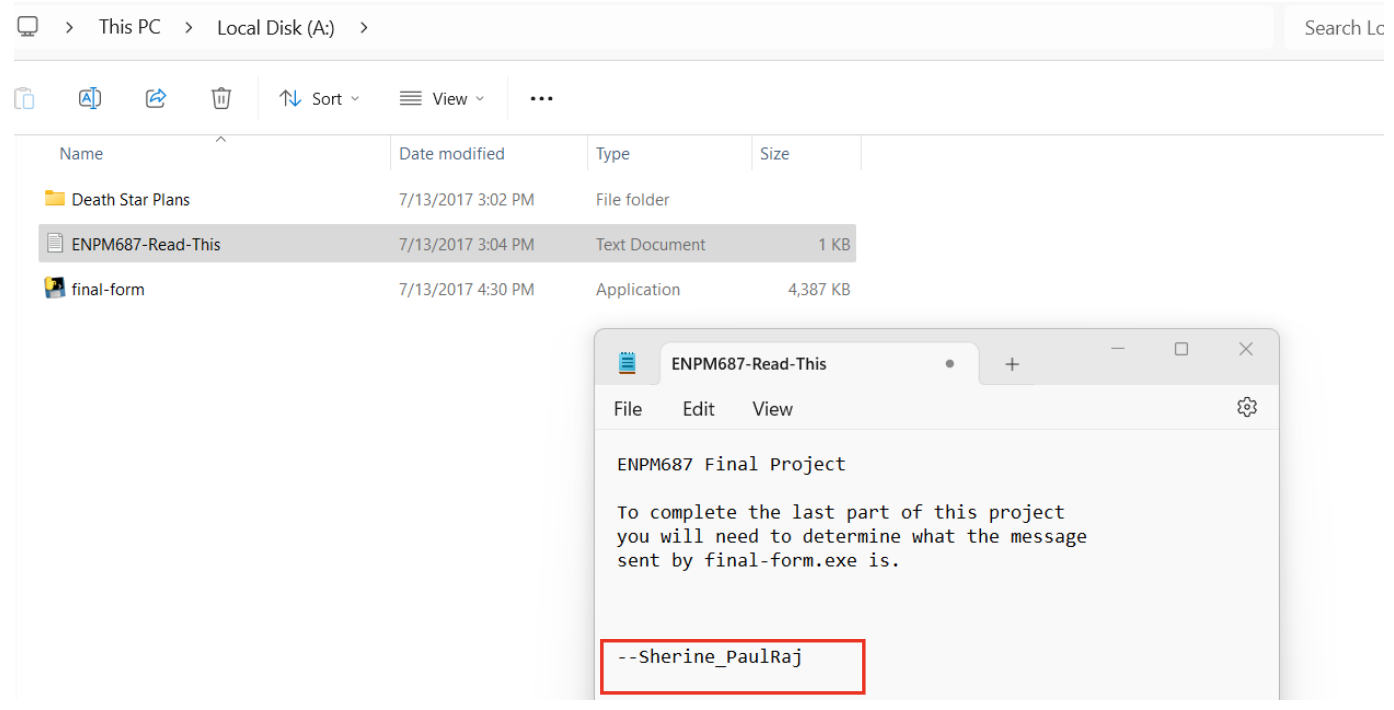 This PC > Local Disk (A:) >
Search Lo
Sort
View
Name Date modified Type Size
Death Star Plans 7/13/2017 3:02 PM File folder
ENPM687-Read-This 7/13/2017 3:04 PM Text Document 1 KB
final-form 7/13/2017 4:30 PM Application 4,387 KB
ENPM687-Read-This
File Edit View
ENPM687 Final Project
To complete the last part of this project
you will need to determine what the message
sent by final-form.exe is.
--Sherine_PaulRaj